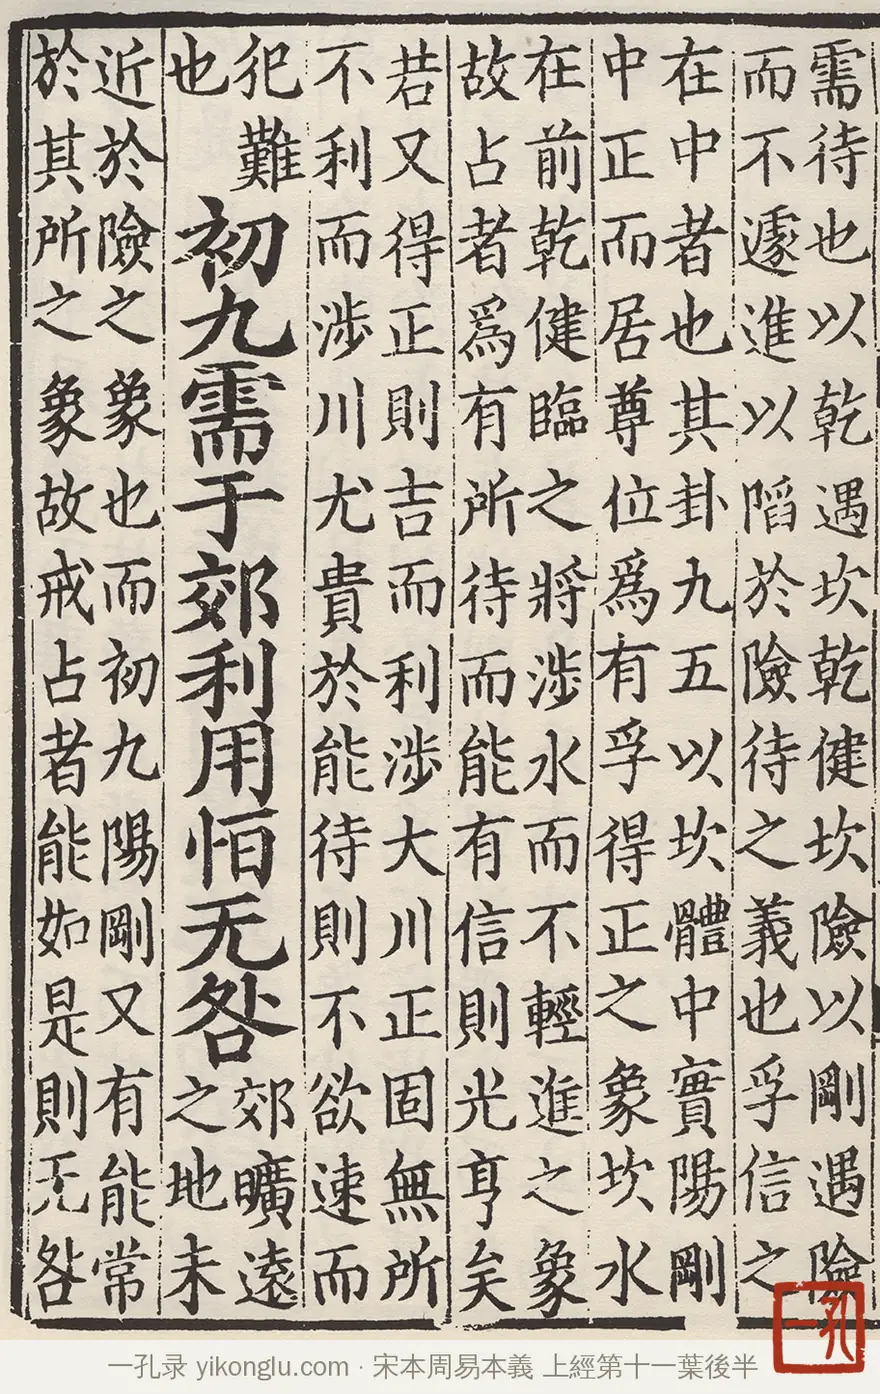 需待也以乾遇坎乾健坎險以剛遇險
而不遽進以䧟於險待之義也孚信之
在中者也其卦九五以坎體中實陽剛
中正而居尊位爲有孚得正之象坎水
在前乾健臨之將涉水而不輕進之象
故占者爲有所待而能有信則光亨矣
若又得正則吉而利涉大川正固無所
不利而涉川尤貴於能待則不欲速而
犯難
也
初九需于郊利用恒无咎
郊曠遠
之地未
近於險之象也而初九陽剛又有能常
於其所之象故戒占者能如是則无咎
一孔
一孔录 yikonglu.com · 宋本周易本義 上經第十一葉後半